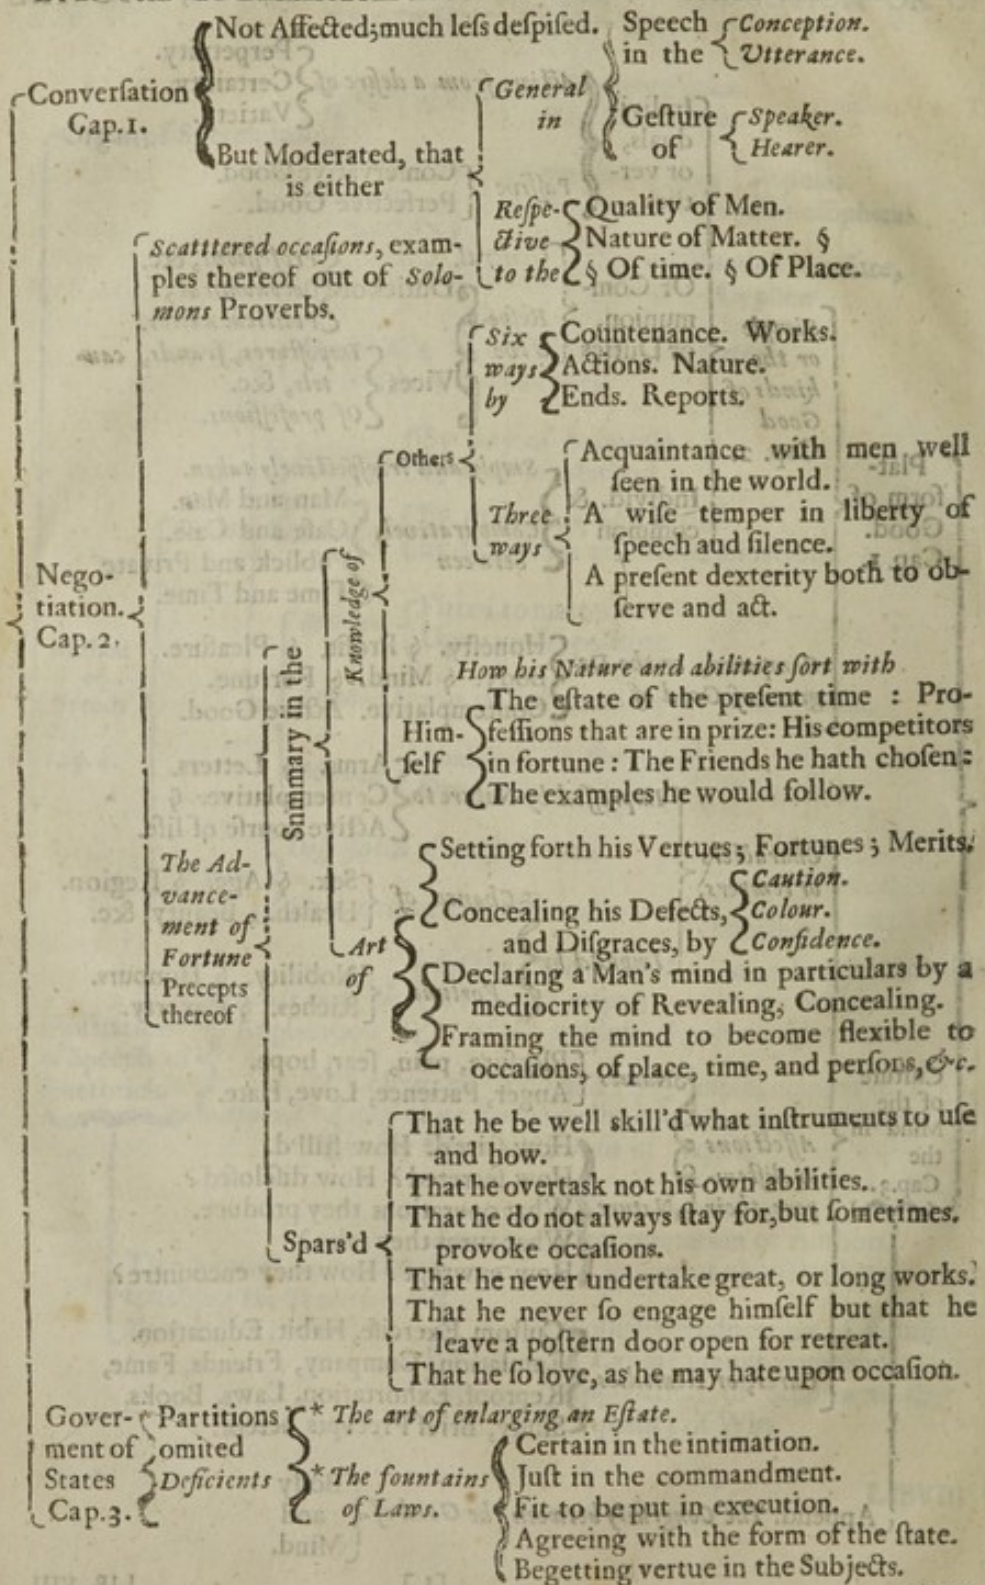 Not Affected; much leſs deſpiſed.
Converſation
Cap. 1.
But Moderated, that
is either
General
in
Speech
in the
Conception.
Utterance.
Geſture
of
Speaker.
Hearer.
Reſpe-
ctive
to the
Quality of Men.
Nature of Matter. §
§ Of time. § Of Place.
Nego-
tiation.
Cap. 2.
Scatttered occaſions, exam-
ples thereof out of Solo-
mons Proverbs.
The Ad-
vance-
ment of
Fortune
Precepts
thereof
Snmmary in the
Knowledge of
Others
Six
ways
by
Countenance. Works.
Actions. Nature.
Ends. Reports.
Three
ways
Acquaintance with men well
ſeen in the world.
A wiſe temper in liberty of
ſpeech aud ſilence.
A preſent dexterity both to ob-
ſerve and act.
Him-
ſelf
How his Nature and abilities ſort with
The eſtate of the preſent time : Pro-
feſſions that are in prize: His competitors
in fortune : The Friends he hath choſen :
The examples he would follow.
Art
of
Setting forth his Vertues; Fortunes; Merits.
Concealing his Defects,
and Diſgraces, by
Caution.
Colour.
Confidence.
Declaring a Man's mind in particulars by a
mediocrity of Revealing, Concealing.
Framing the mind to become flexible to
occaſions, of place, time, and perſons, &c.
Spars'd
That he be well skill'd what inſtruments to uſe
and how.
That he overtask not his own abilities.
That he do not always ſtay for, but ſometimes.
provoke occaſions.
That he never undertake great, or long works.
That he never ſo engage himſelf but that he
leave a poſtern door open for retreat.
That he ſo love, as he may hate upon occaſion.
Gover-
ment of
States
Cap. 3.
Partitions
omited
Deficients
* The art of enlarging an Eſtate.
* The fountains
of Laws.
Certain in the intimation.
Juſt in the commandment.
Fit to be put in execution.
Agreeing with the form of the ſtate.
Begetting vertue in the Subjects.